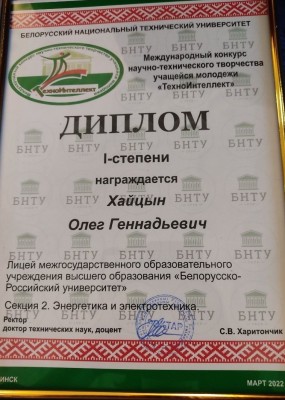 БЕЛОРУССКИЙ НАЦИОНАЛЬНЫЙ ТЕХНИЧЕСКИЙ УНИВЕРСИТЕТ
Международный конкурс
научно-технического творчества
учащейся молодежи
«ТехноИнтеллект»
ТЕХНОИНТЕЛЛЕКТ
ДИПЛОМ
I-степени
награждается
Хайцын
Олег Геннадьевич
Лицей межгосударственного образовательного
учреждения высшего образования «Белорусско-
Российский университет»
Секция 2. Энергетика и электротехника
Ректор
доктор технических наук, доцент
С.В. Харитончик
МАРТ 2022
БНТУ